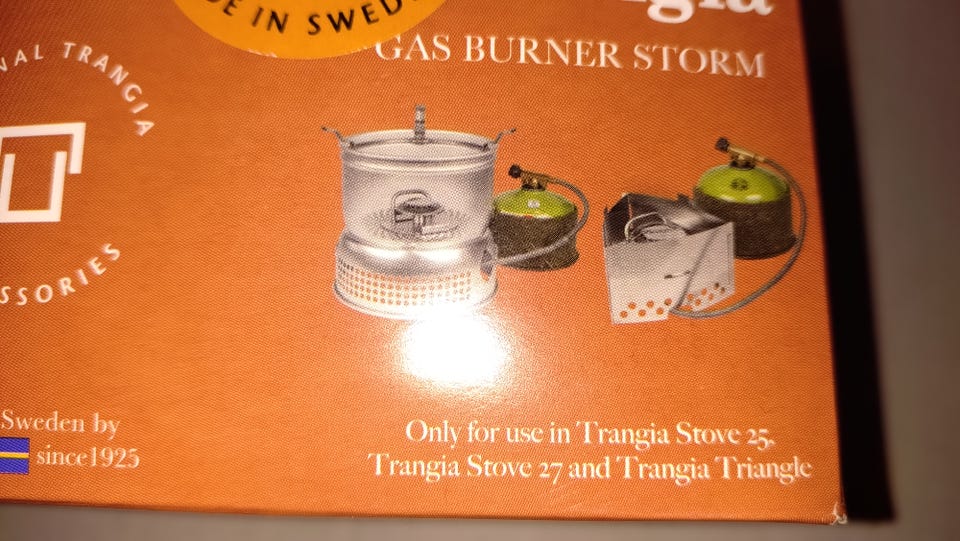 DE IN SWED
gia
GAS BURNER STORM
NAL TRANGIA
SSORIES
Sweden by
since1925
Only for use in Trangia Stove 25,
Trangia Stove 27 and Trangia Triangle